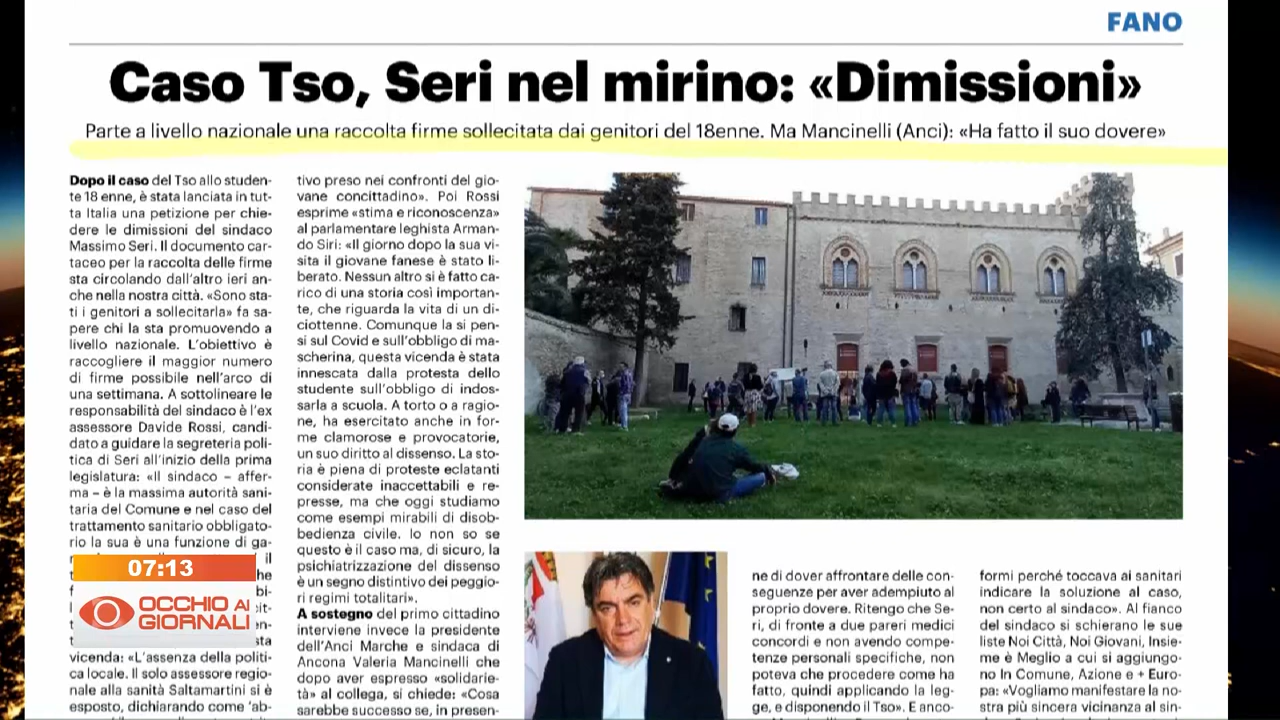 FANO
Caso Tso, Seri nel mirino: «Dimissioni»
Parte a livello nazionale una raccolta firme sollecitata dai genitori del 18enne. Ma Mancinelli (Anci): «Ha fatto il suo dovere»
Dopo il caso del Tso allo studen-
te 18 enne, è stata lanciata in tut-
ta Italia una petizione per chie-
dere le dimissioni del sindaco
Massimo Seri. Il documento car-
taceo per la raccolta delle firme
sta circolando dall'altro ieri an-
che nella nostra città. «Sono sta-
ti i genitori a sollecitarla» fa sa-
pere chi la sta promuovendo a
livello nazionale. L'obiettivo è
raccogliere il maggior numero
di firme possibile nell'arco di
una settimana. A sottolineare le
responsabilità del sindaco è l'ex
assessore Davide Rossi, candi-
dato a guidare la segreteria poli-
tica di Seri all'inizio della prima
legislatura: «Il sindaco – affer-
ma – è la massima autorità sani-
taria del Comune e nel caso del
trattamento sanitario obbligato-
rio la sua è una funzione di ga-
il
07:13
OCCHIO AI
GIORNALI
vicenda: «L'assenza della politi-
ca locale. Il solo assessore regio-
nale alla sanità Saltamartini si è
esposto, dichiarando come 'ab-
tivo preso nei confronti del gio-
vane concittadino». Poi Rossi
esprime «stima e riconoscenza»
al parlamentare leghista Arman-
do Siri: «Il giorno dopo la sua vi-
sita il giovane fanese è stato li-
berato. Nessun altro si è fatto ca-
rico di una storia così importan-
te, che riguarda la vita di un di-
ciottenne. Comunque la si pen-
si sul Covid e sull'obbligo di ma-
scherina, questa vicenda è stata
innescata dalla protesta dello
studente sull'obbligo di indos-
sarla a scuola. A torto o a ragio-
ne, ha esercitato anche in for-
me clamorose e provocatorie,
un suo diritto al dissenso. La sto-
ria è piena di proteste eclatanti
considerate inaccettabili e re-
presse, ma che oggi studiamo
come esempi mirabili di disob-
bedienza civile. Io non so se
questo è il caso ma, di sicuro, la
psichiatrizzazione del dissenso
è un segno distintivo dei peggio-
ri regimi totalitari».
A sostegno del primo cittadino
interviene invece la presidente
dell'Anci Marche e sindaca di
Ancona Valeria Mancinelli che
dopo aver espresso «solidarie-
tà» al collega, si chiede: «Cosa
sarebbe successo se, in presen-
ne di dover affrontare delle con-
seguenze per aver adempiuto al
proprio dovere. Ritengo che Se-
ri, di fronte a due pareri medici
concordi e non avendo compe-
tenze personali specifiche, non
poteva che procedere come ha
fatto, quindi applicando la leg-
ge, e disponendo il Tso». E anco-
formi perché toccava ai sanitari
indicare la soluzione al caso,
non certo al sindaco». Al fianco
del sindaco si schierano le sue
liste Noi Città, Noi Giovani, Insie-
me è Meglio a cui si aggiungo-
no In Comune, Azione e + Euro-
pa: «Vogliamo manifestare la no-
stra più sincera vicinanza al sin-